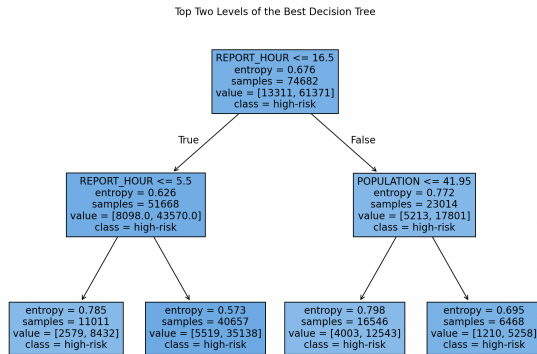 Top Two Levels of the Best Decision Tree
REPORT_HOUR <= 16.5
entropy = 0.676
samples = 74682
value = [13311, 61371]
class = high-risk
True
False
REPORT_HOUR <= 5.5
entropy = 0.626
samples = 51668
value = [8098.0, 43570.0]
class = high-risk
POPULATION <= 41.95
entropy = 0.772
samples = 23014
value = [5213, 17801]
class = high-risk
entropy = 0.785
samples = 11011
value = [2579, 8432]
class = high-risk
entropy = 0.573
samples = 40657
value = [5519, 35138]
class = high-risk
entropy = 0.798
samples = 16546
value = [4003, 12543]
class = high-risk
entropy = 0.695
samples = 6468
value = [1210, 5258]
class = high-risk